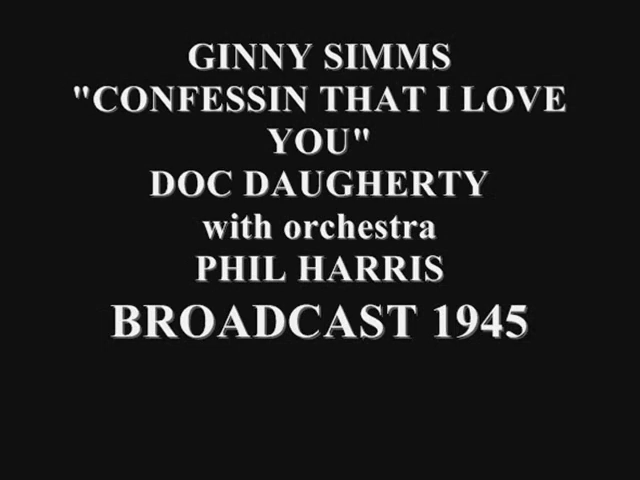 GINNY SIMMS
"CONFESSIN THAT I LOVE
YOU"
DOC DAUGHERTY
with orchestra
PHIL HARRIS
BROADCAST 1945